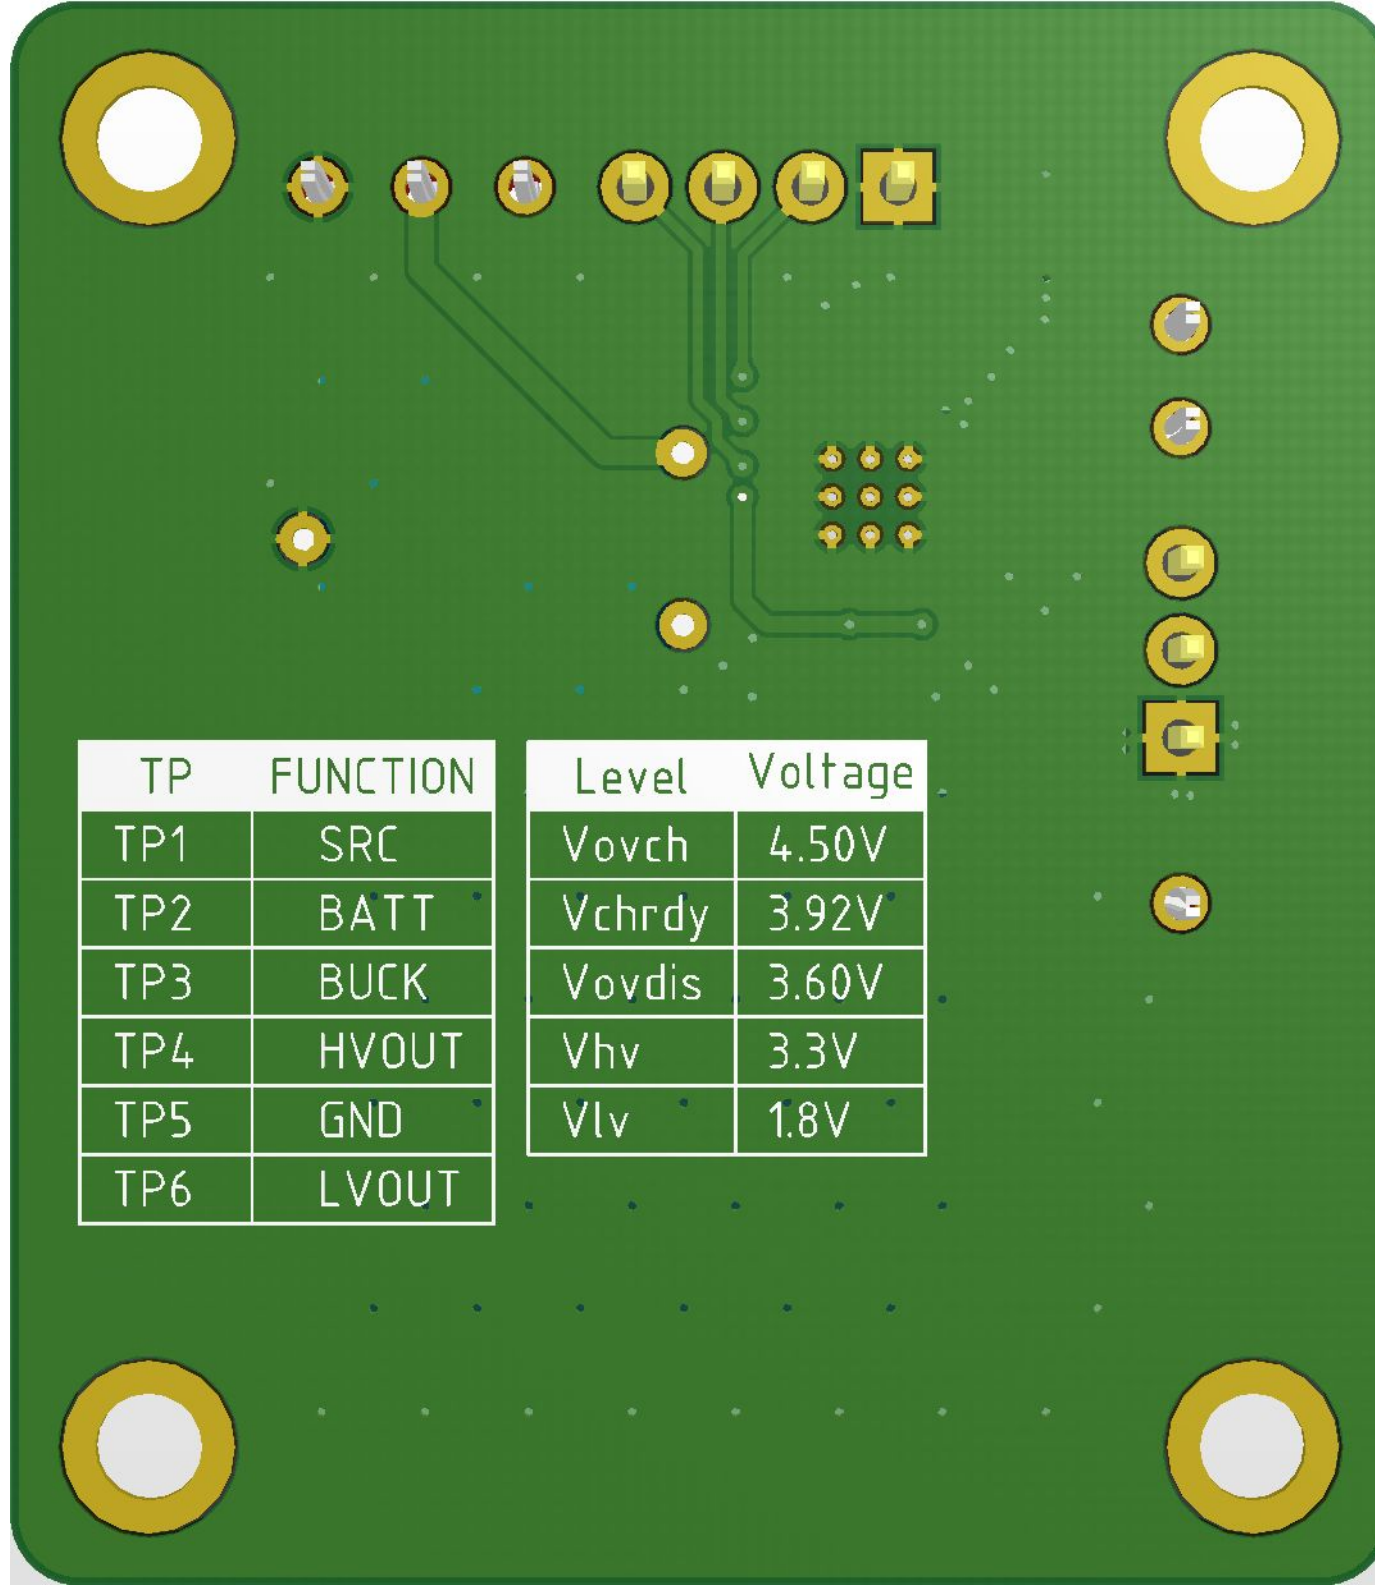 TP FUNCTION
TP1 SRC
TP2 BATT
TP3 BUCK
TP4 HVOUT
TP5 GND
TP6 LVOUT
Level Voltage
Vovch 4.50V
Vchrdy 3.92V
Vovdis 3.60V
Vhv 3.3V
Vlv 1.8V